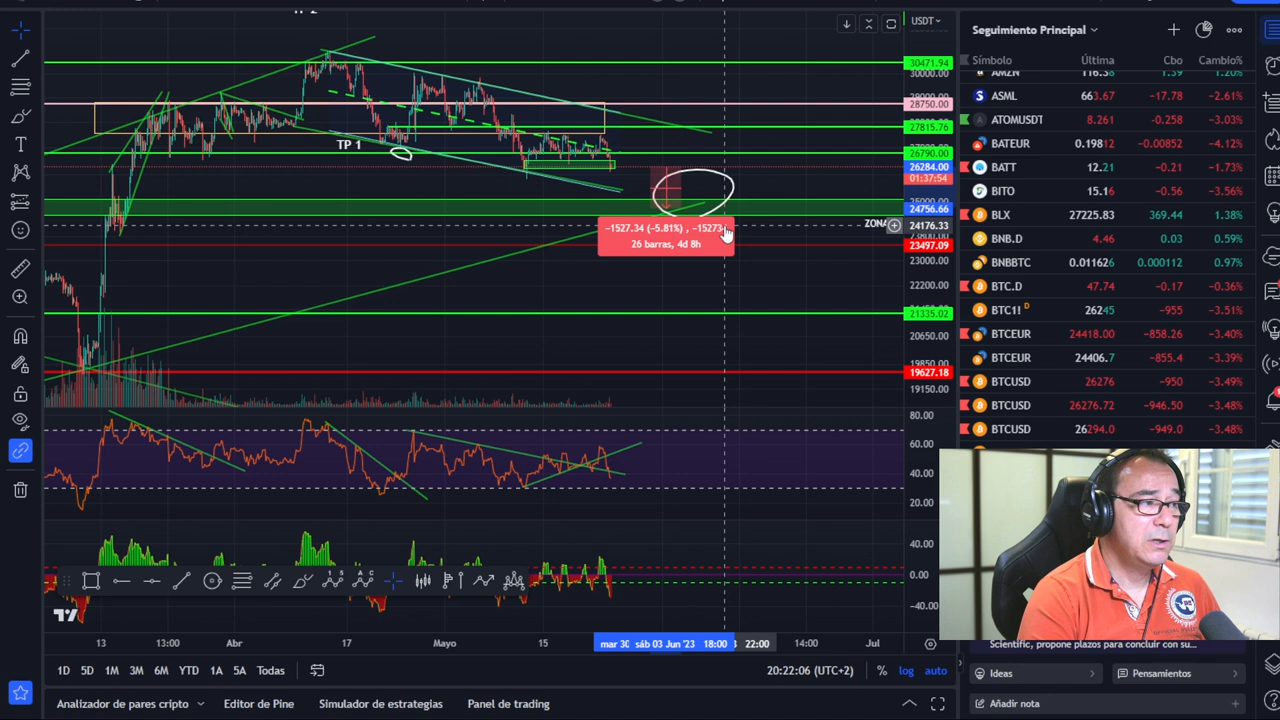 USDT
30471.94
30000.00
29000.00
28750.00
27815.76
26790.00
26284.00
01:37:54
24756.66
24176.33
23497.09
23000.00
22200.00
21335.02
20650.00
19850.00
19627.18
19150.00
TP 1
ZONA
−1527.34 (−5.81%) , −15273
26 barras, 4d 8h
80.00
60.00
40.00
20.00
40.00
0.00
−40.00
13 13:00 Abr 17 Mayo 15 mar 30 sáb 03 Jun '23 18:00 22:00 14:00 Jul
1D 5D 1M 3M 6M YTD 1A 5A Todas 20:22:06 (UTC+2) % log auto
Analizador de pares cripto Editor de Pine Simulador de estrategias Panel de trading
Seguimiento Principal
Símbolo Última Cbo Cambio%
AMZN 116.38 1.39 1.20%
ASML 663.67 −17.78 −2.61%
ATOMUSDT 8.261 −0.258 −3.03%
BATEUR 0.19812 −0.00852 −4.12%
BATT 12.21 −0.21 −1.73%
BITO 15.16 −0.56 −3.56%
BLX 27225.83 369.44 1.38%
BNB.D 4.46 0.03 0.59%
BNBBTC 0.011626 0.000112 0.97%
BTC.D 47.74 −0.17 −0.36%
BTC1! D 26245 −955 −3.51%
BTCEUR 24418.00 −858.26 −3.40%
BTCEUR 24406.7 −855.4 −3.39%
BTCUSD 26276 −950 −3.49%
BTCUSD 26276.72 −946.50 −3.48%
BTCUSD 26294.0 −949.0 −3.48%
Scientific, propone plazos para concluir con su...
Ideas
Pensamientos
Añadir nota